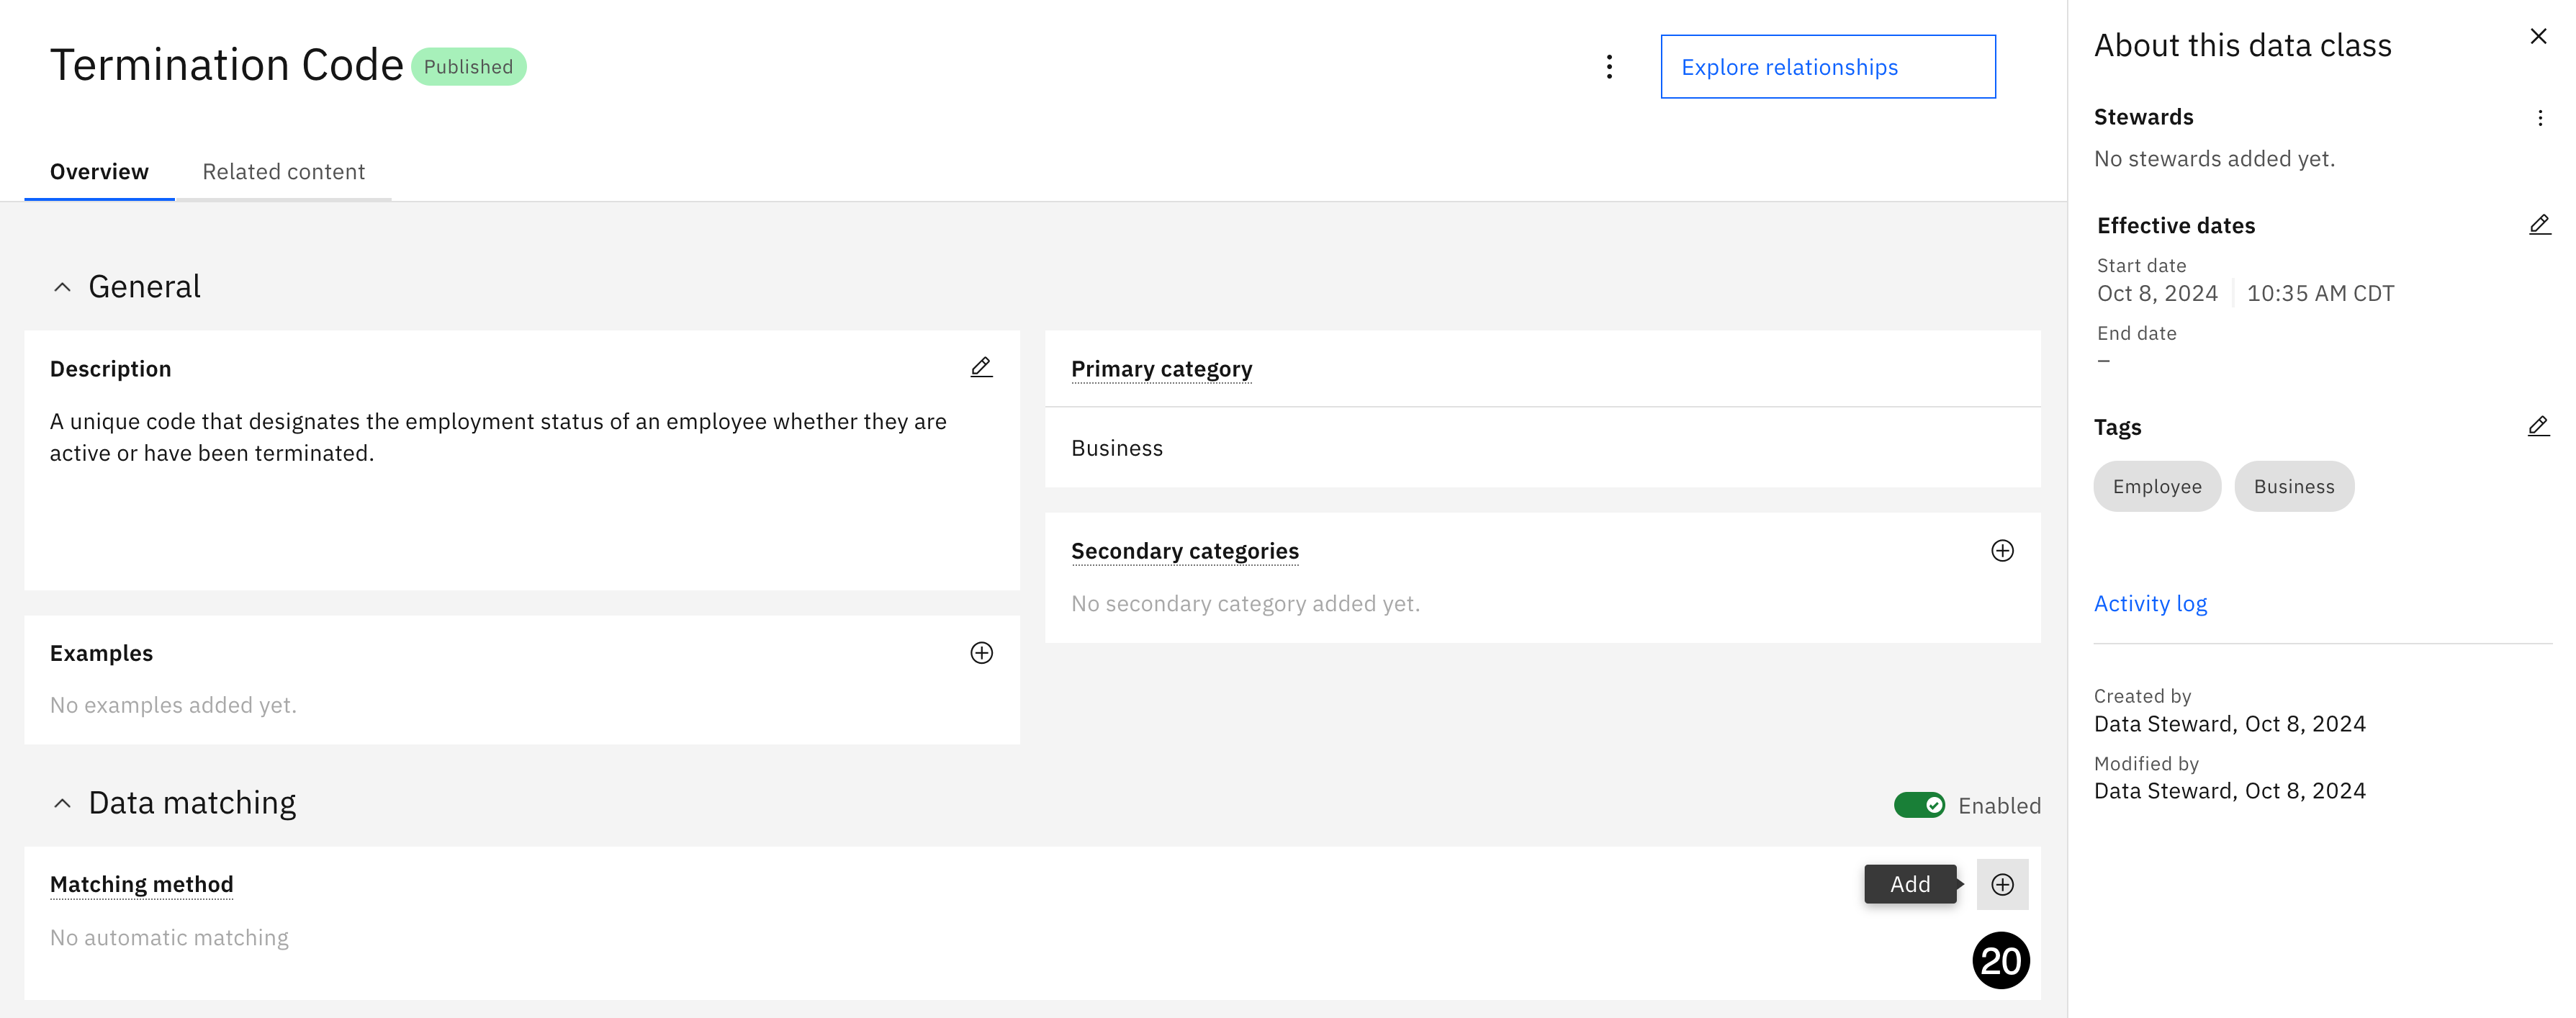 Termination Code Published
Explore relationships
Overview Related content
General
Description
A unique code that designates the employment status of an employee whether they are
active or have been terminated.
Examples
No examples added yet.
Primary category
Business
Secondary categories
No secondary category added yet.
Data matching
Enabled
Matching method
Add
No automatic matching
20
About this data class
Stewards
No stewards added yet.
Effective dates
Start date
Oct 8, 2024 10:35 AM CDT
End date
–
Tags
Employee Business
Activity log
Created by
Data Steward, Oct 8, 2024
Modified by
Data Steward, Oct 8, 2024